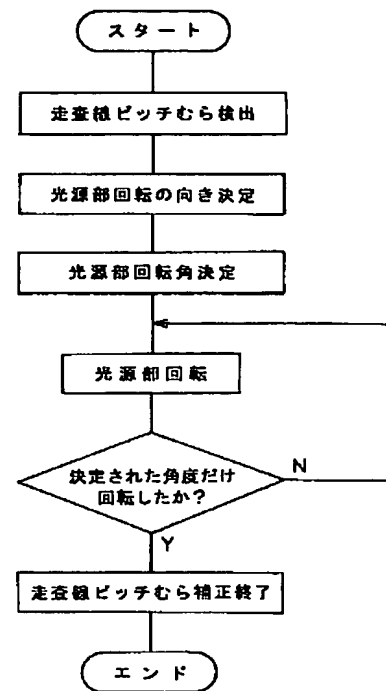 スタート
走査線ピッチむら検出
光源部回転の向き決定
光源部回転角決定
光源部回転
決定された角度だけ
回転したか？
N
Y
走査線ピッチむら補正終了
エンド